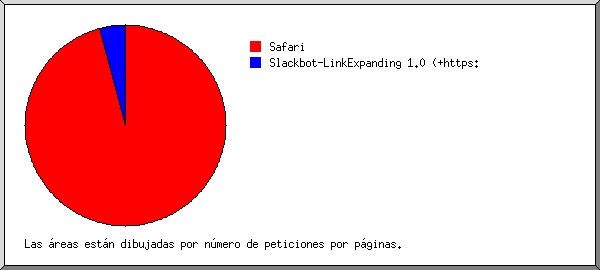 Safari
Slackbot-LinkExpanding 1.0 (+https:
Las áreas están dibujadas por número de peticiones por páginas.